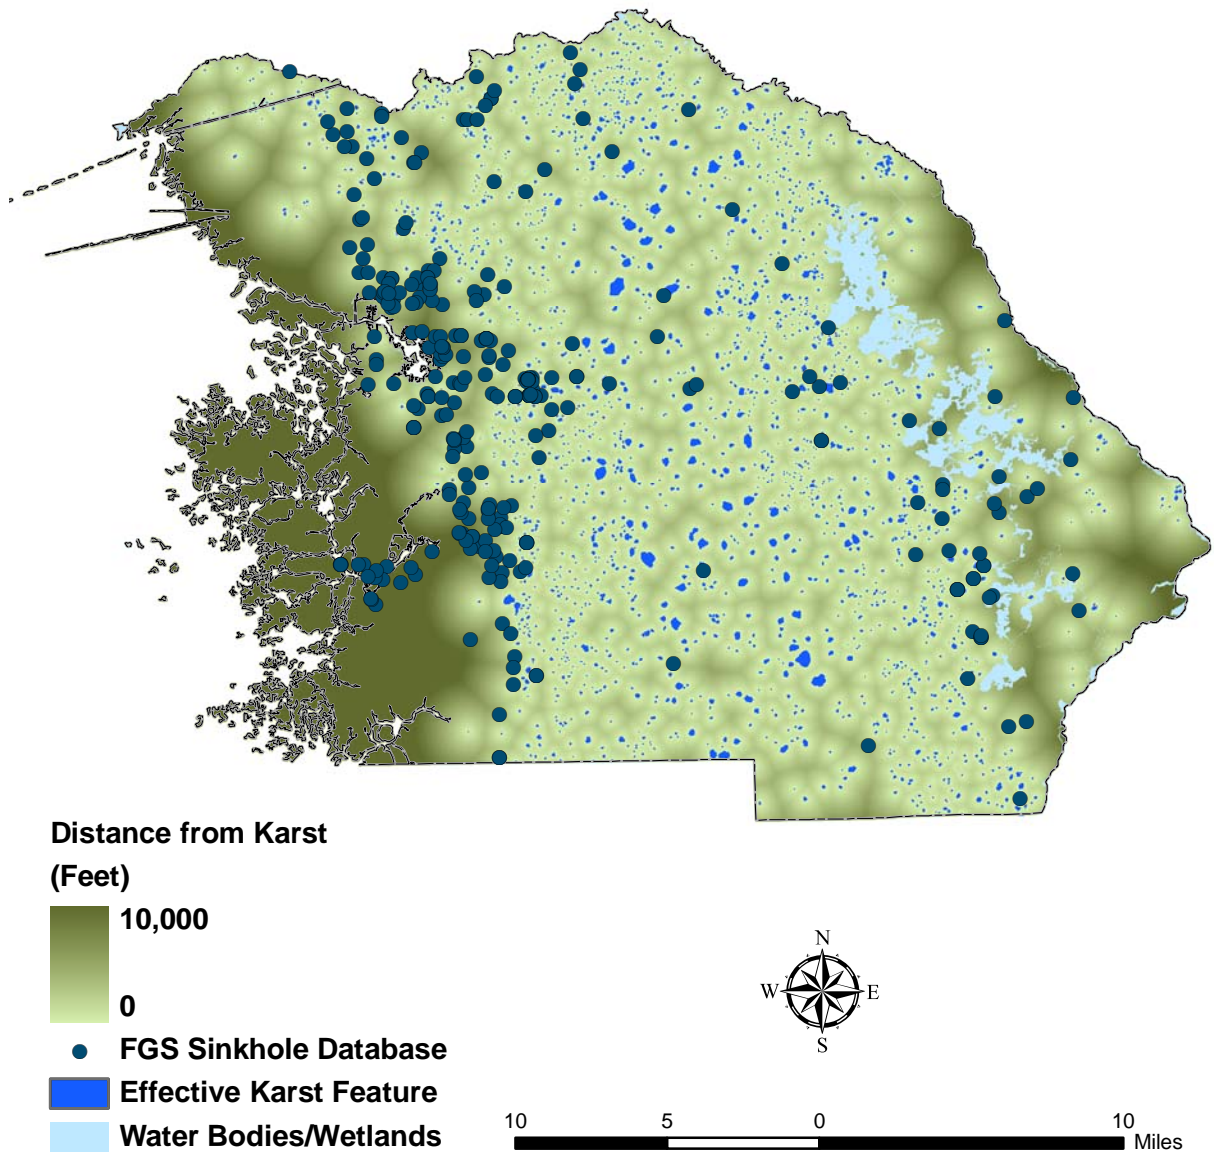 Distance from Karst
(Feet)
10,000
0
FGS Sinkhole Database
Effective Karst Feature
Water Bodies/Wetlands
N
W E
S
10 5 0 10
Miles